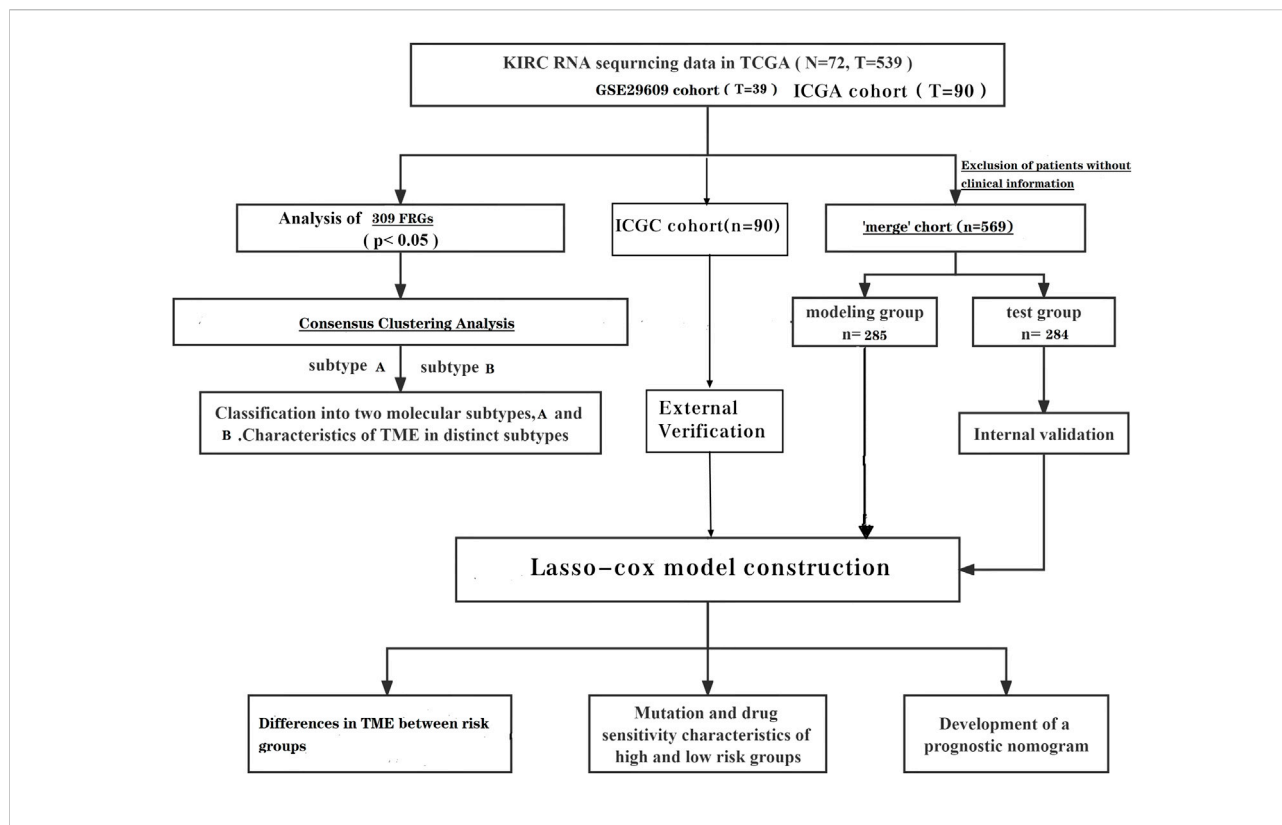 KIRC RNA sequrncing data in TCGA ( N=72, T=539 )
GSE29609 cohort ( T=39 ) ICGA cohort ( T=90 )
Exclusion of patients without
clinical information
Analysis of 309 FRGs
( p< 0.05 )
ICGC cohort(n=90)
'merge' chort (n=569)
Consensus Clustering Analysis
modeling group
n= 285
test group
n= 284
subtype A subtype B
Classification into two molecular subtypes,A and
B .Characteristics of TME in distinct subtypes
External
Verification
Internal validation
Lasso-cox model construction
Differences in TME between risk
groups
Mutation and drug
sensitivity characteristics of
high and low risk groups
Development of a
prognostic nomogram